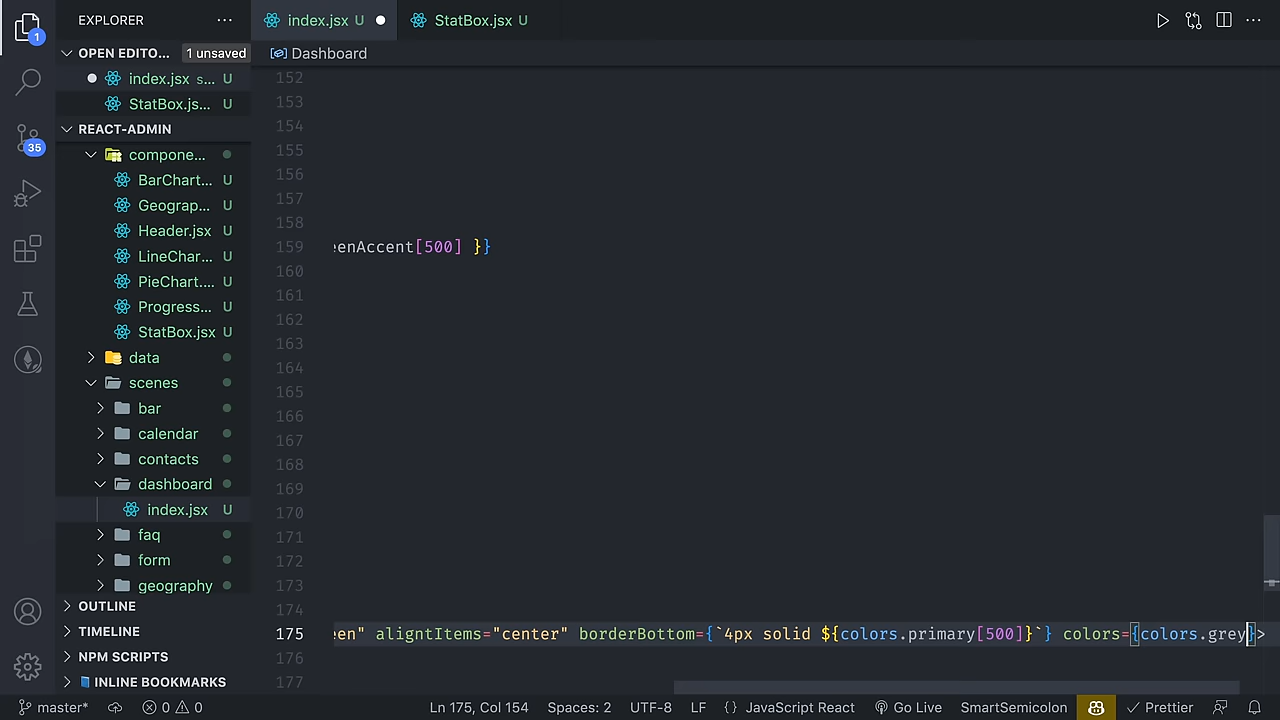 EXPLORER ···
index.jsx U
StatBox.jsx U
OPEN EDITO... 1 unsaved
Dashboard
index.jsx s... U
StatBox.js... U
REACT-ADMIN
compone...
BarChart... U
Geograp... U
Header.jsx U
LineChar... U
PieChart.... U
Progress... U
StatBox.jsx U
data
scenes
bar
calendar
contacts
dashboard
index.jsx U
faq
form
geography
OUTLINE
TIMELINE
NPM SCRIPTS
INLINE BOOKMARKS
1
35
152
153
154
155
156
157
158
159 enAccent[500] }}
160
161
162
163
164
165
166
167
168
169
170
171
172
173
174
175 een" aligntItems="center" borderBottom={`4px solid ${colors.primary[500]}`} colors={colors.grey}>
176
177
master* 0 0 Ln 175, Col 154 Spaces: 2 UTF-8 LF {} JavaScript React Go Live SmartSemicolon Prettier